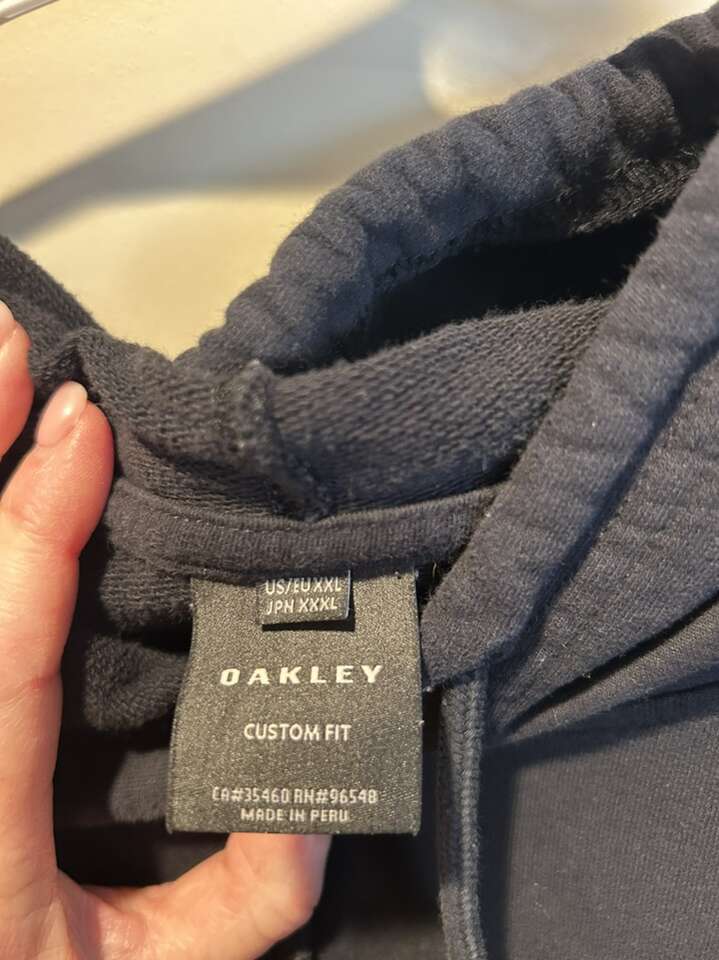 US/EU XXL
JPN XXXL
OAKLEY
CUSTOM FIT
CA#35460 RN#96548
MADE IN PERU